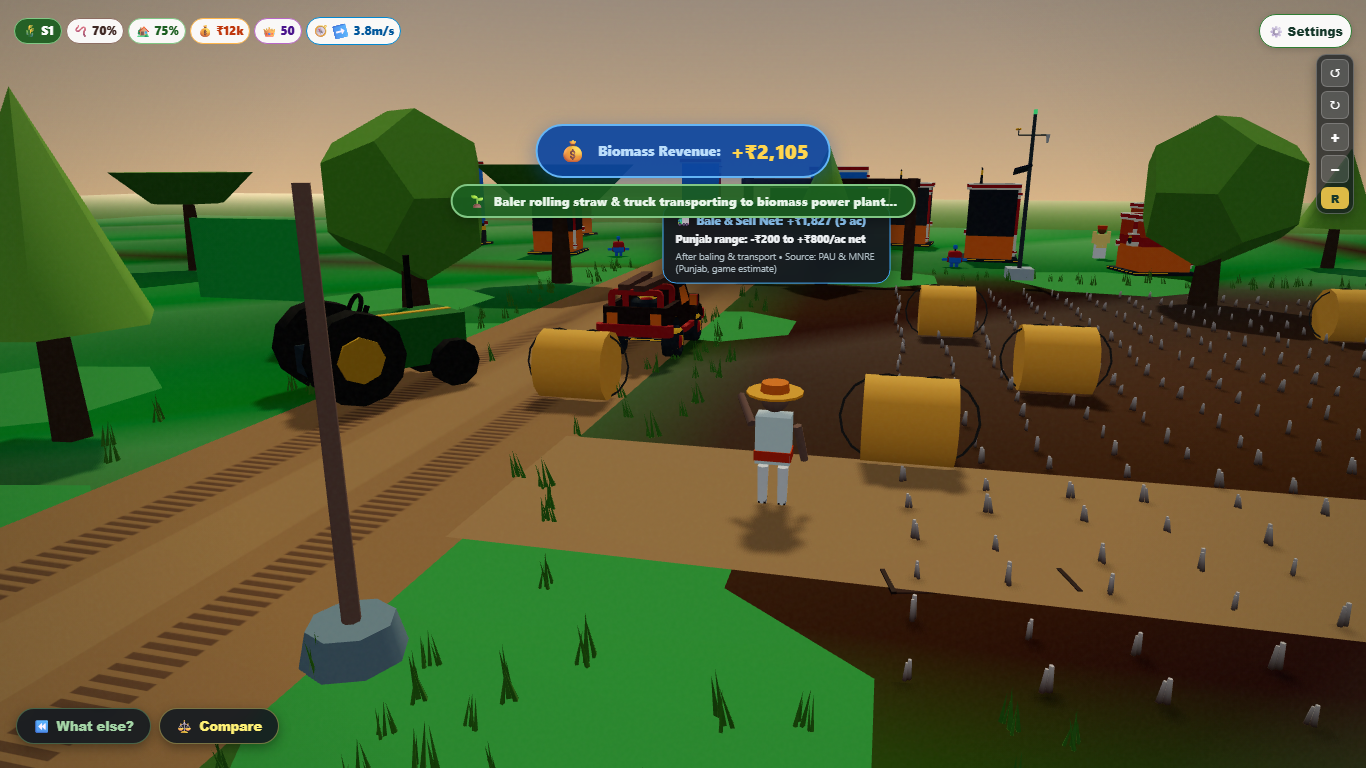 S1
70%
75%
₹12k
50
3.8m/s
Settings
↺
↻
+
−
R
Biomass Revenue: +₹2,105
Baler rolling straw & truck transporting to biomass power plant...
Bale & Sell Net: +₹1,827 (5 ac)
Punjab range: -₹200 to +₹800/ac net
After baling & transport • Source: PAU & MNRE
(Punjab, game estimate)
What else?
Compare